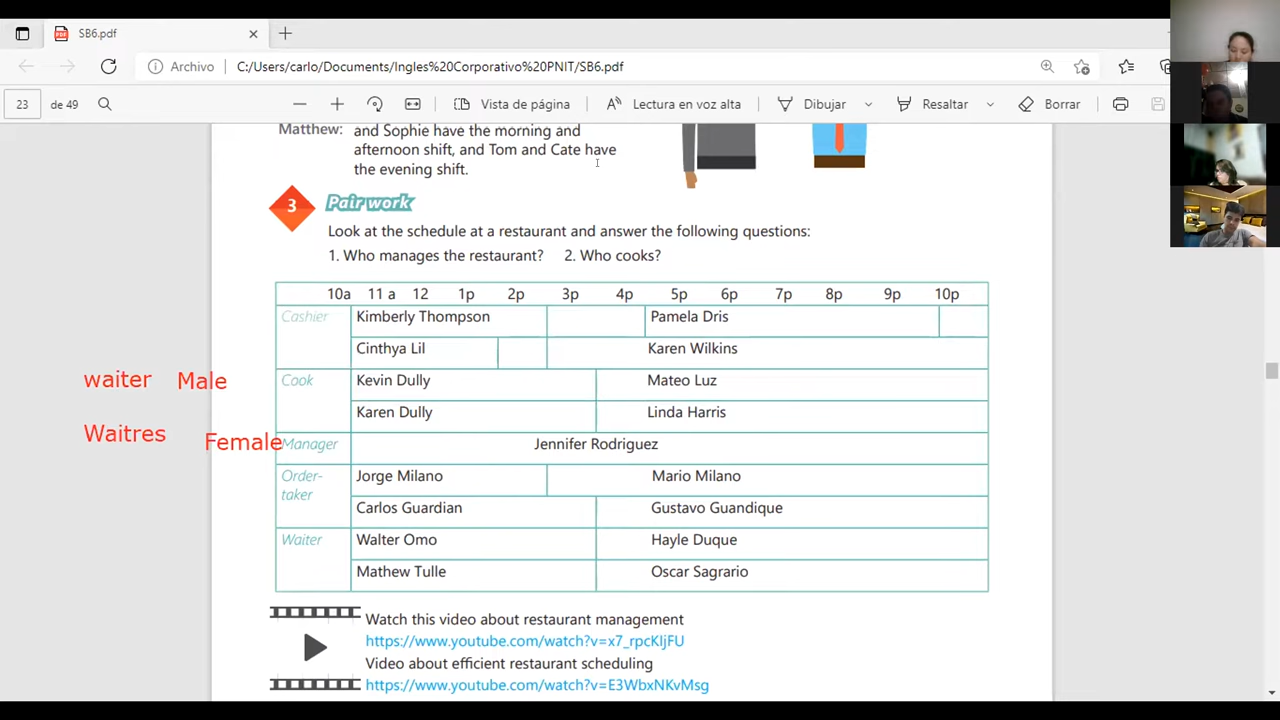 SB6.pdf
Archivo C:/Users/carlo/Documents/Ingles%20Corporativo%20PNIT/SB6.pdf
23 de 49 Vista de página Lectura en voz alta Dibujar Resaltar Borrar
Matthew: and Sophie have the morning and
afternoon shift, and Tom and Cate have
the evening shift.
3 Pair work
Look at the schedule at a restaurant and answer the following questions:
1. Who manages the restaurant? 2. Who cooks?
10a 11 a 12 1p 2p 3p 4p 5p 6p 7p 8p 9p 10p
Cashier Kimberly Thompson Pamela Dris
Cinthya Lil Karen Wilkins
waiter Male Cook Kevin Dully Mateo Luz
Karen Dully Linda Harris
Waitres Female Manager Jennifer Rodriguez
Order- Jorge Milano Mario Milano
taker
Carlos Guardian Gustavo Guandique
Waiter Walter Omo Hayle Duque
Mathew Tulle Oscar Sagrario
Watch this video about restaurant management
https://www.youtube.com/watch?v=x7_rpcKljFU
Video about efficient restaurant scheduling
https://www.youtube.com/watch?v=E3WbxNKvMsg